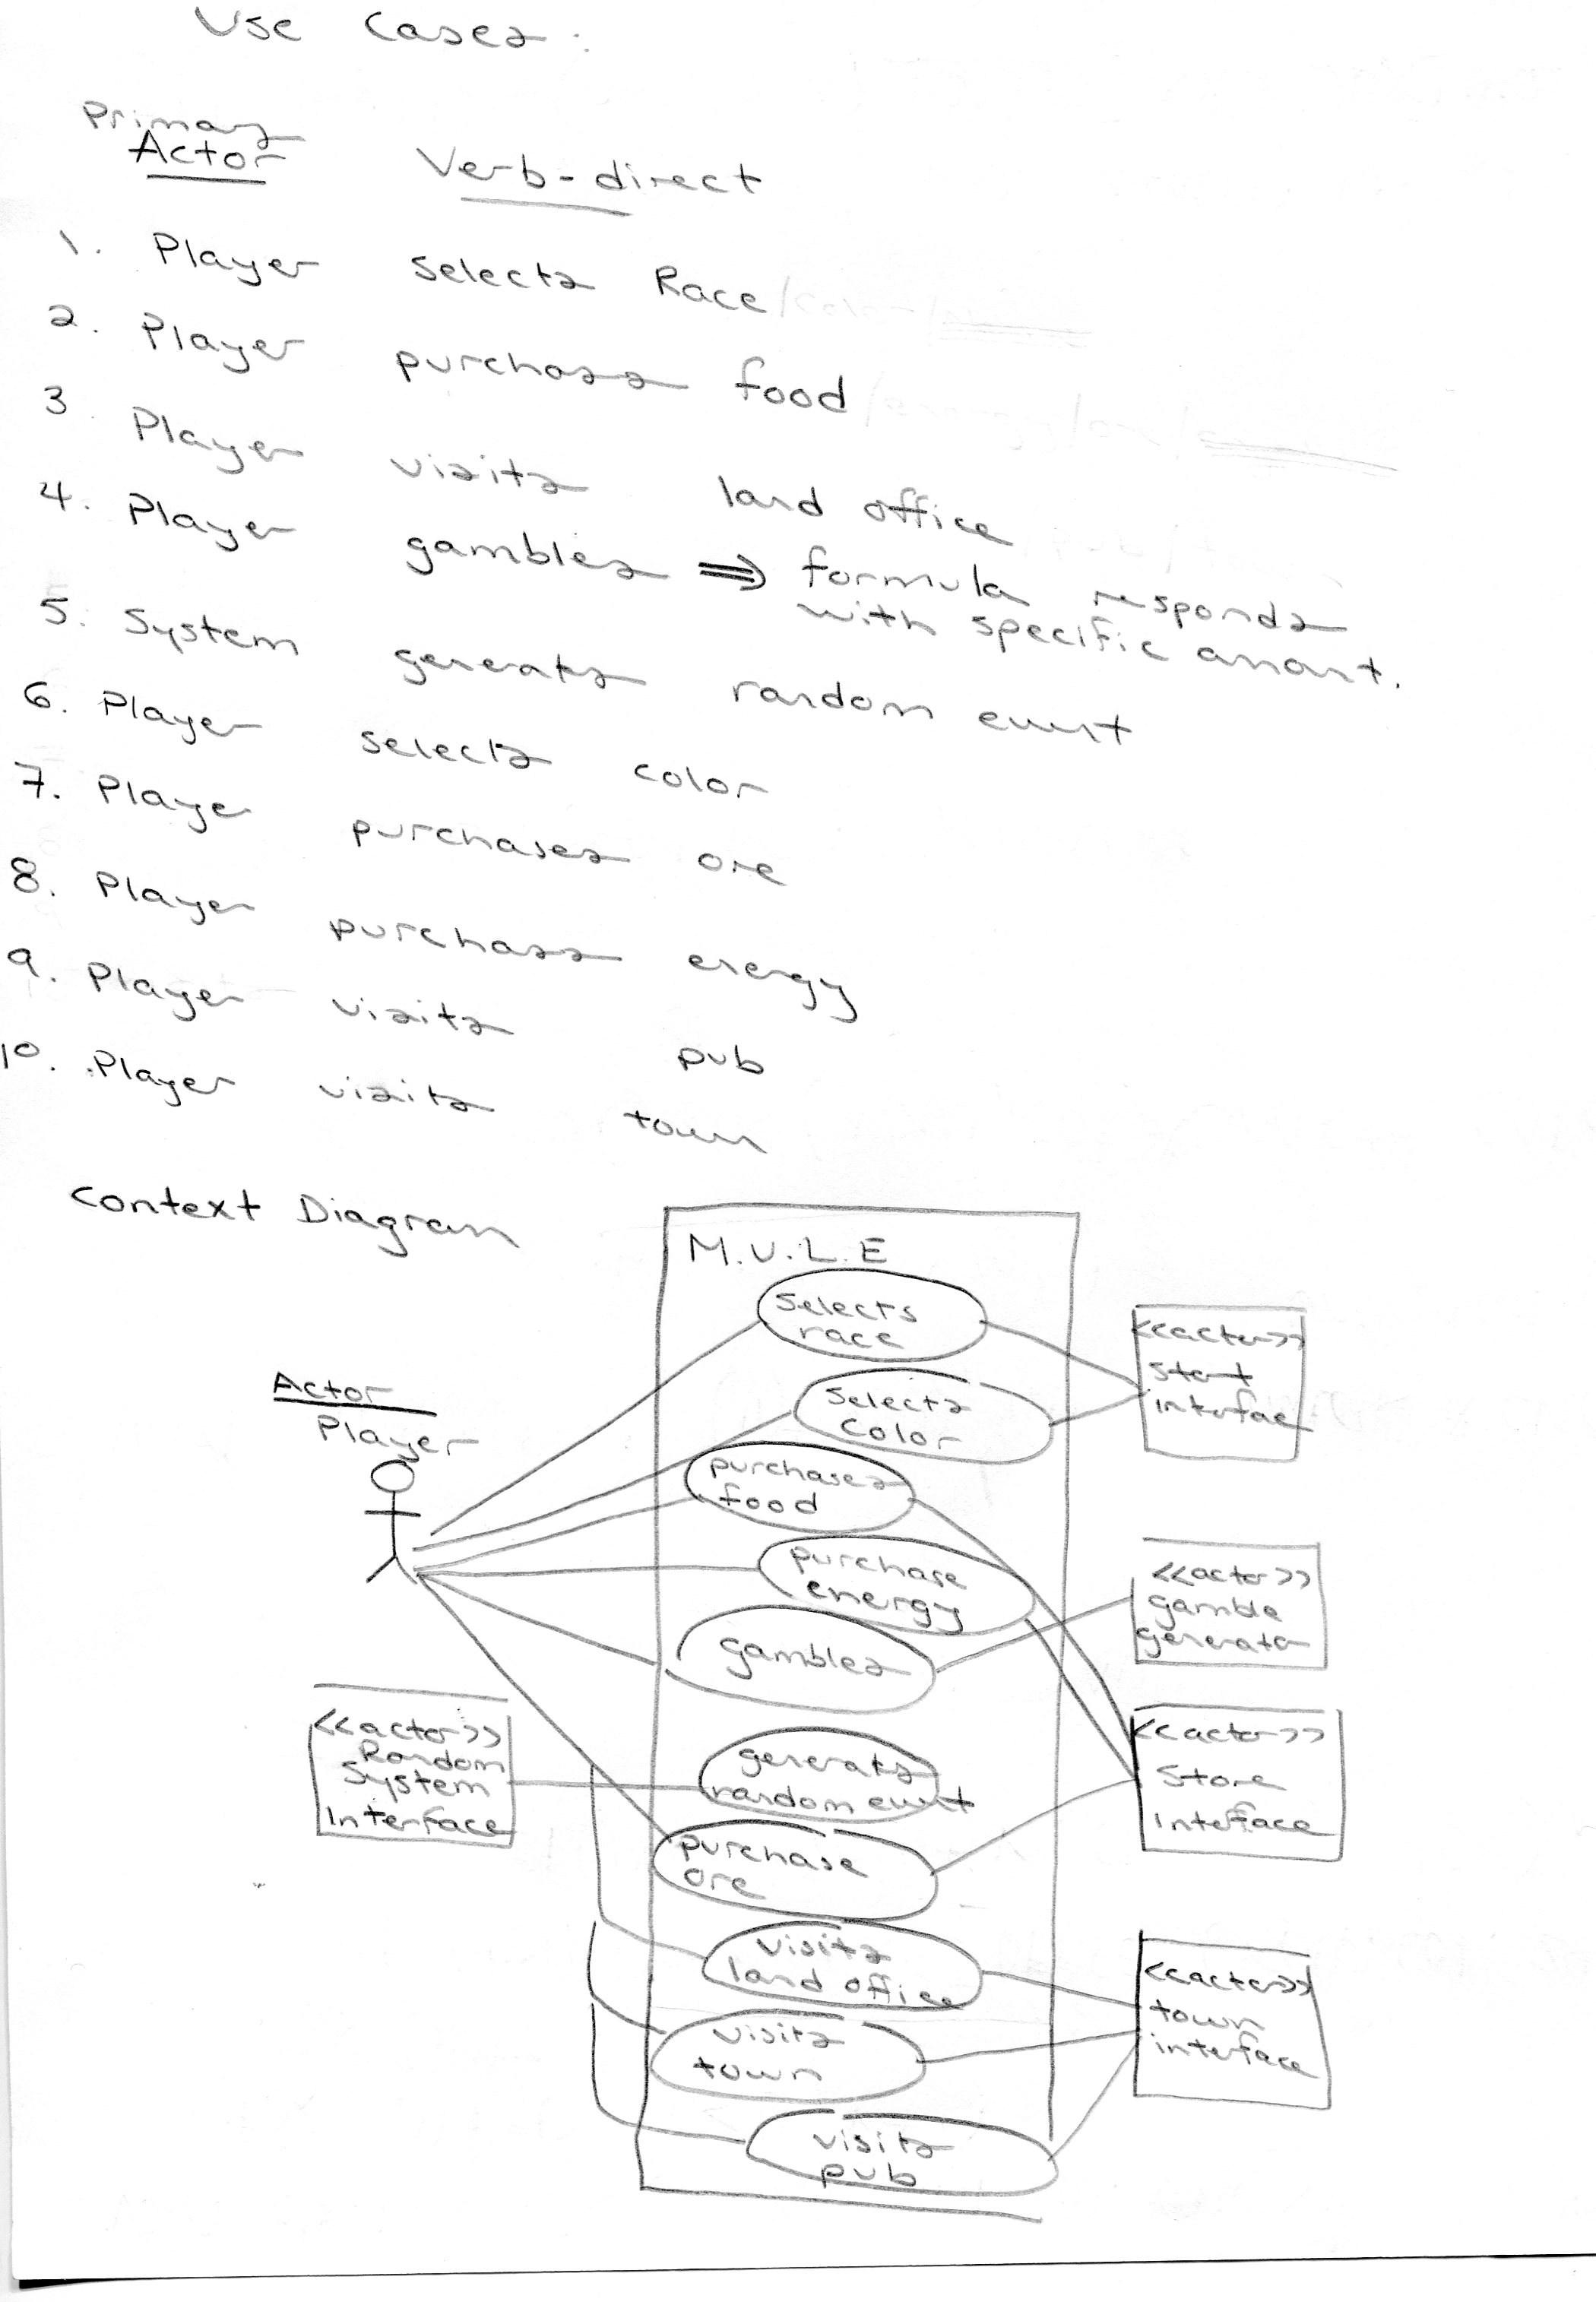 Use Cases:
Primary
Actor Verb-direct
1. Player selects Race
2. Player purchases food
3 Player visits land office
4. Player gambles ⇒ formula responds
with specific amount.
5. System generates random event
6. Player selects color
7. Player purchases ore
8. Player purchases energy
9. Player visits pub
10. Player visits town
Context Diagram
M.U.L.E
Selects
race
<<actor>>
start
interface
Actor
Player
Selects
Color
purchases
food
purchase
energy
<<actor>>
gamble
generator
gambles
<<actor>>
Random
System
Interface
generates
random event
<<actor>>
Store
Interface
purchase
ore
visits
land office
<<actor>>
town
interface
visits
town
visits
pub